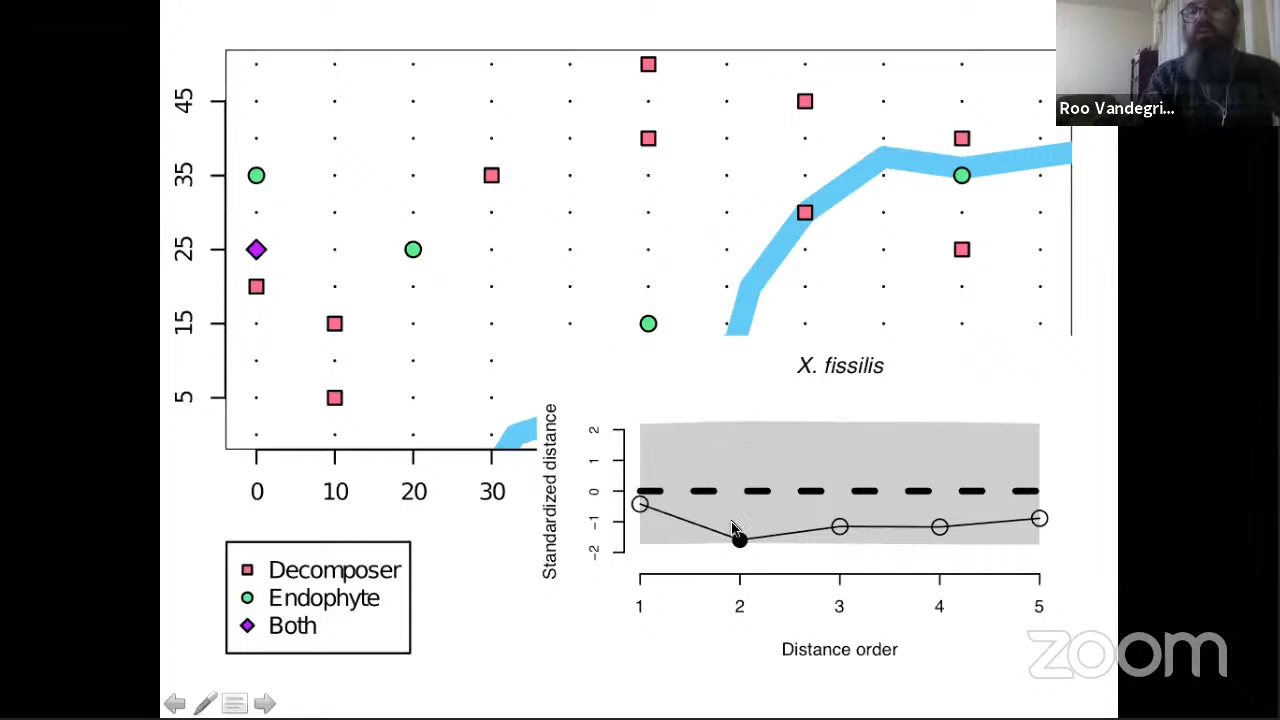 Roo Vandegri...
45
35
25
15
5
0 10 20 30
X. fissilis
Standardized distance
2
1
0
-1
-2
1 2 3 4 5
Distance order
Decomposer
Endophyte
Both
zoom